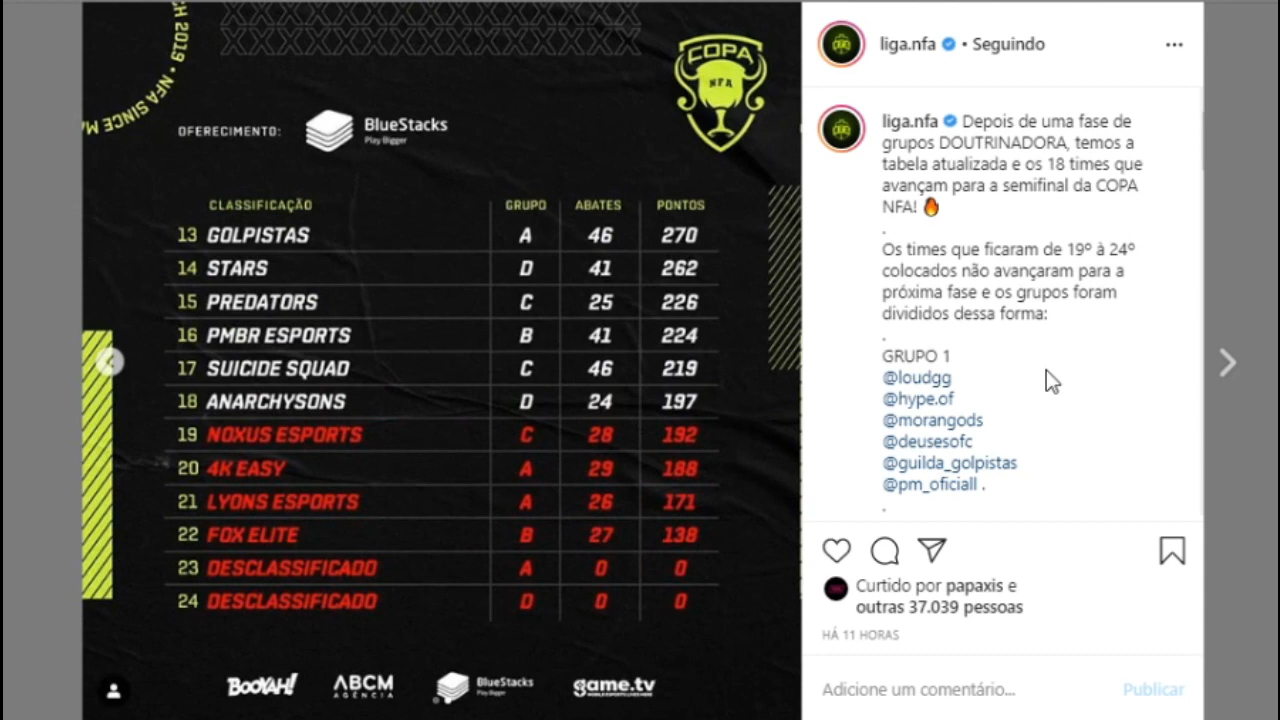 CH 2019 • NFA SINCE MA
COPA
NFA
OFERECIMENTO:
BlueStacks
Play Bigger
CLASSIFICAÇÃO GRUPO ABATES PONTOS
13 GOLPISTAS A 46 270
14 STARS D 41 262
15 PREDATORS C 25 226
16 PMBR ESPORTS B 41 224
17 SUICIDE SQUAD C 46 219
18 ANARCHYSONS D 24 197
19 NOXUS ESPORTS C 28 192
20 4K EASY A 29 188
21 LYONS ESPORTS A 26 171
22 FOX ELITE B 27 138
23 DESCLASSIFICADO A 0 0
24 DESCLASSIFICADO D 0 0
BOOYAH!
ABCM
AGENCIA
BlueStacks
Play Bigger
game.tv
liga.nfa • Seguindo
liga.nfa Depois de uma fase de
grupos DOUTRINADORA, temos a
tabela atualizada e os 18 times que
avançam para a semifinal da COPA
NFA! 🔥
.
Os times que ficaram de 19º à 24º
colocados não avançaram para a
próxima fase e os grupos foram
divididos dessa forma:
.
GRUPO 1
@loudgg
@hype.of
@morangods
@deusesofc
@guilda_golpistas
@pm_oficiall .
.
Curtido por papaxis e
outras 37.039 pessoas
HÁ 11 HORAS
Adicione um comentário... Publicar